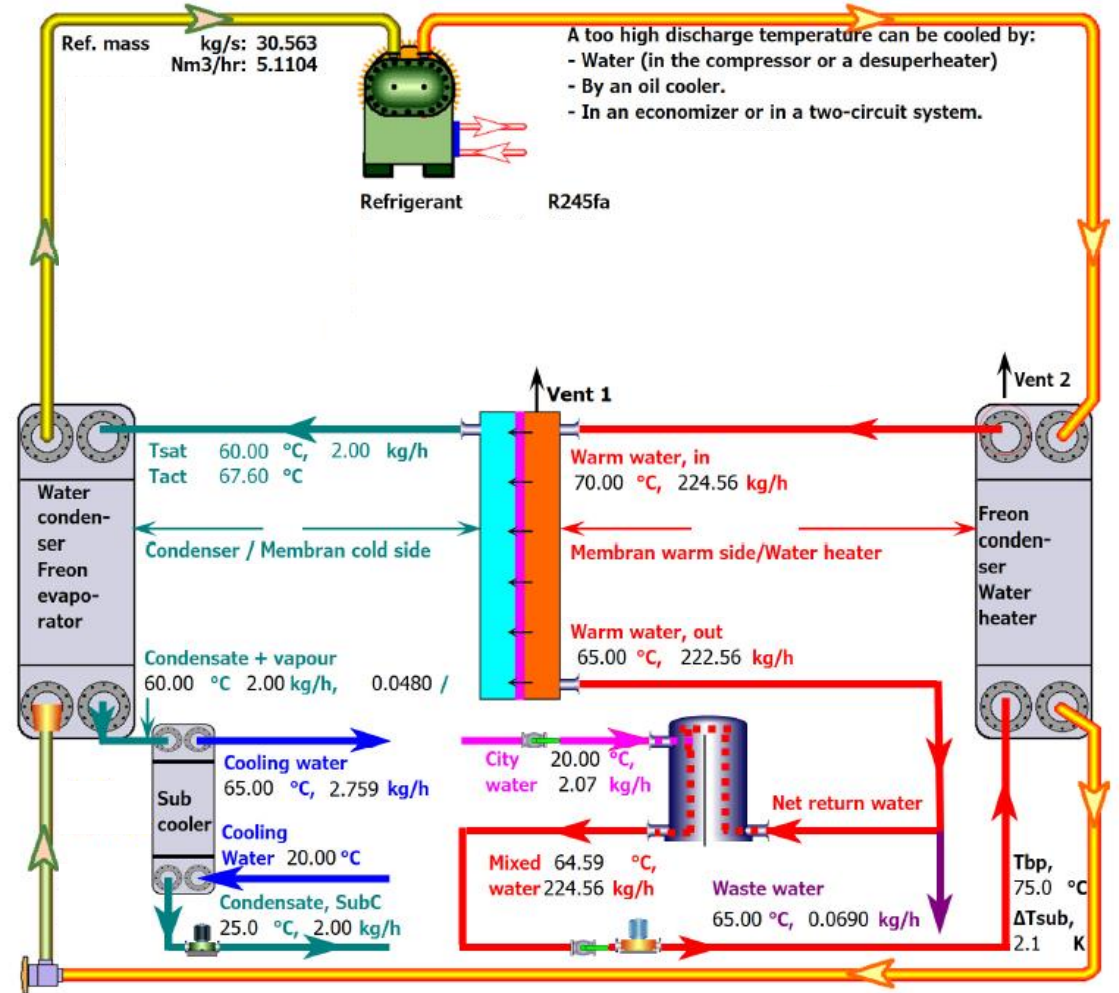 Ref. mass kg/s: 30.563
Nm3/hr: 5.1104
A too high discharge temperature can be cooled by:
- Water (in the compressor or a desuperheater)
- By an oil cooler.
- In an economizer or in a two-circuit system.
Refrigerant R245fa
Vent 1
Vent 2
Tsat 60.00 °C, 2.00 kg/h
Tact 67.60 °C
Warm water, in
70.00 °C, 224.56 kg/h
Water
conden-
ser
Freon
evapo-
rator
Condenser / Membran cold side
Membran warm side/Water heater
Freon
conden-
ser
Water
heater
Condensate + vapour
60.00 °C 2.00 kg/h, 0.0480 /
Warm water, out
65.00 °C, 222.56 kg/h
Cooling water
65.00 °C, 2.759 kg/h
City 20.00 °C,
water 2.07 kg/h
Sub
cooler
Cooling
Water 20.00 °C
Net return water
Mixed 64.59 °C,
water 224.56 kg/h
Waste water
65.00 °C, 0.0690 kg/h
Condensate, SubC
25.0 °C, 2.00 kg/h
Tbp,
75.0 °C
ΔTsub,
2.1 K